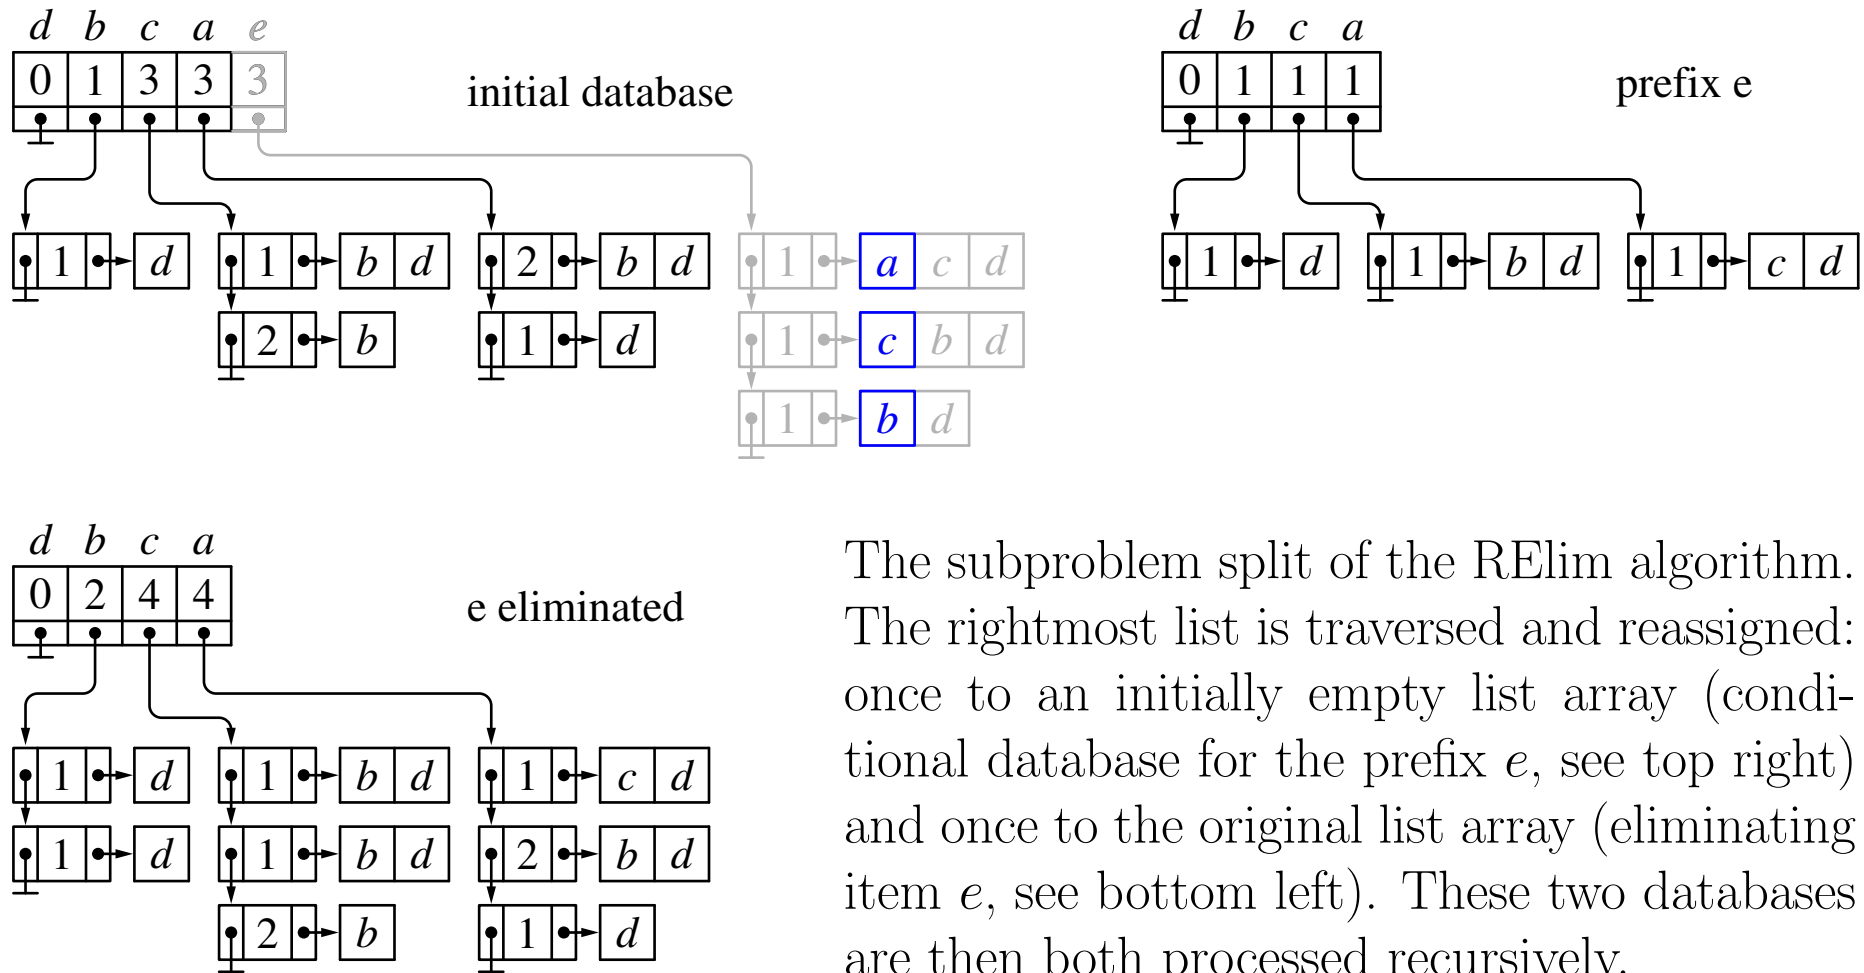 d b c a e
0 1 3 3 3
initial database
1 d 1 b d 2 b d 1 a c d
2 b 1 d 1 c b d
1 b d
d b c a
0 1 1 1
prefix e
1 d 1 b d 1 c d
d b c a
0 2 4 4
e eliminated
1 d 1 b d 1 c d
1 d 1 b d 2 b d
2 b 1 d
The subproblem split of the RElim algorithm.
The rightmost list is traversed and reassigned:
once to an initially empty list array (condi-
tional database for the prefix e, see top right)
and once to the original list array (eliminating
item e, see bottom left). These two databases
are then both processed recursively.